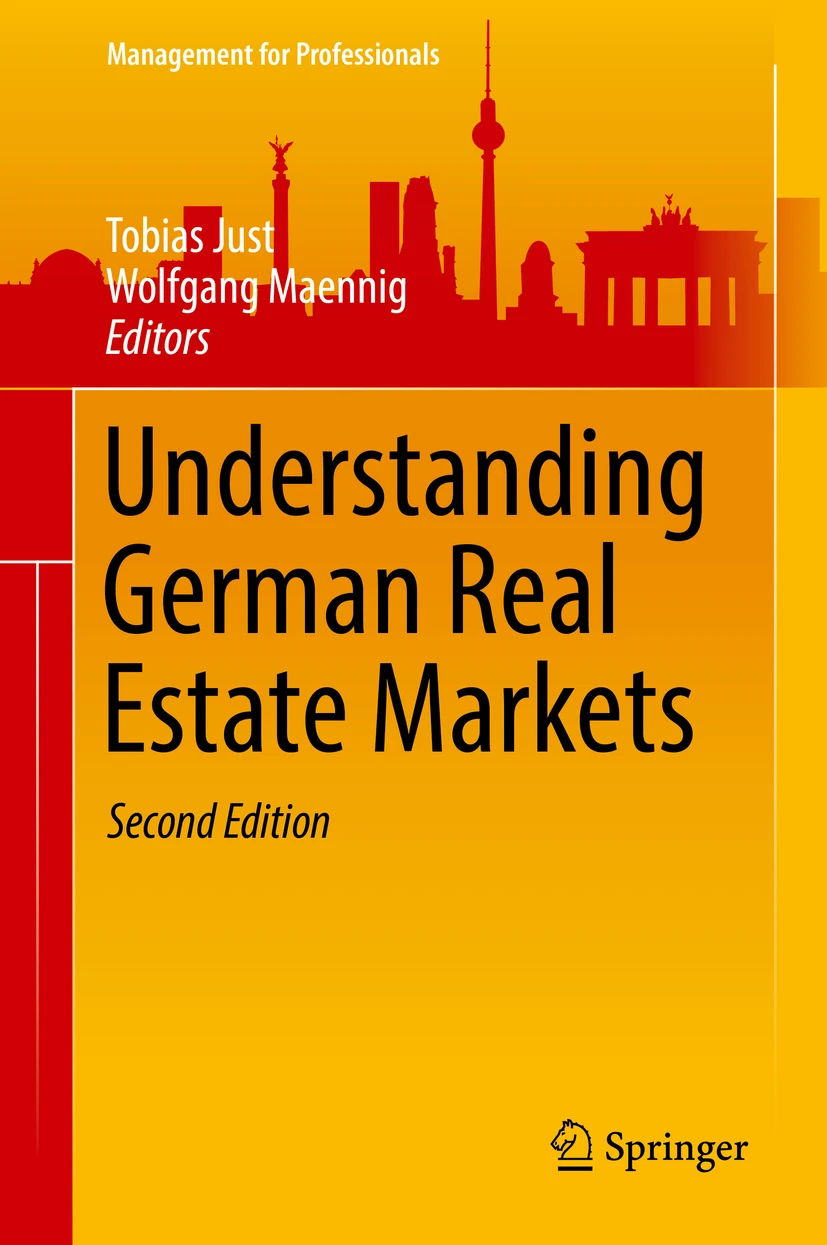 Management for Professionals
Tobias Just
Wolfgang Maennig
Editors
Understanding
German Real
Estate Markets
Second Edition
Springer